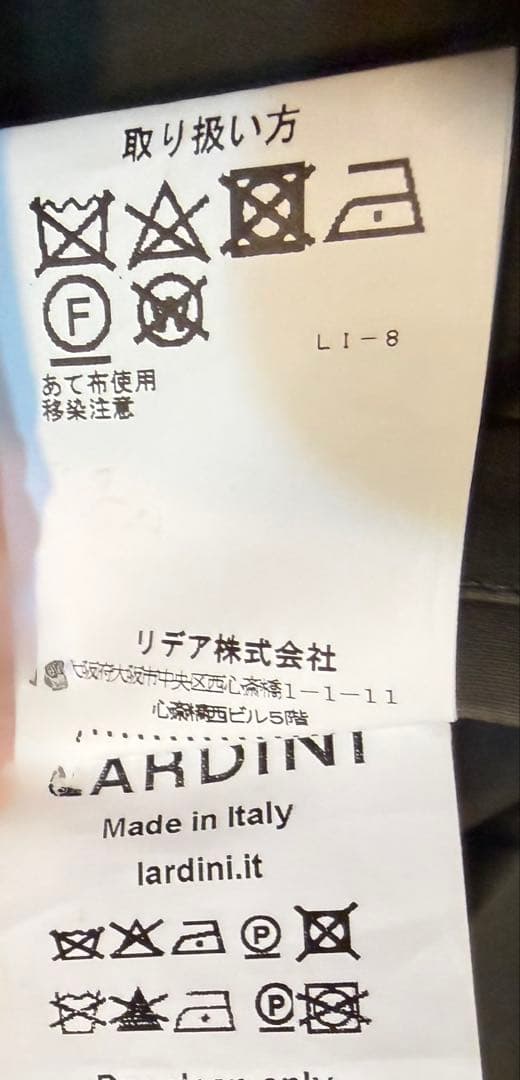 取り扱い方
F
LI-8
あて布使用
移染注意
リデア株式会社
大阪府大阪市中央区西心斎橋1-1-11
心斎橋西ビル5階
LARDINI
Made in Italy
lardini.it
P
P
only